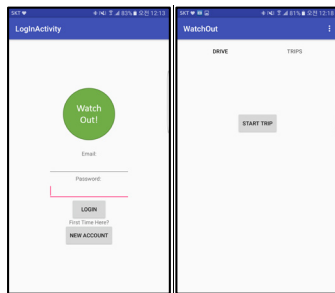 SKT 83% 오전 12:13
LogInActivity
Watch
Out!
Email:
Password:
LOGIN
First Time Here?
NEW ACCOUNT
SKT 81% 오전 12:18
WatchOut
DRIVE TRIPS
START TRIP